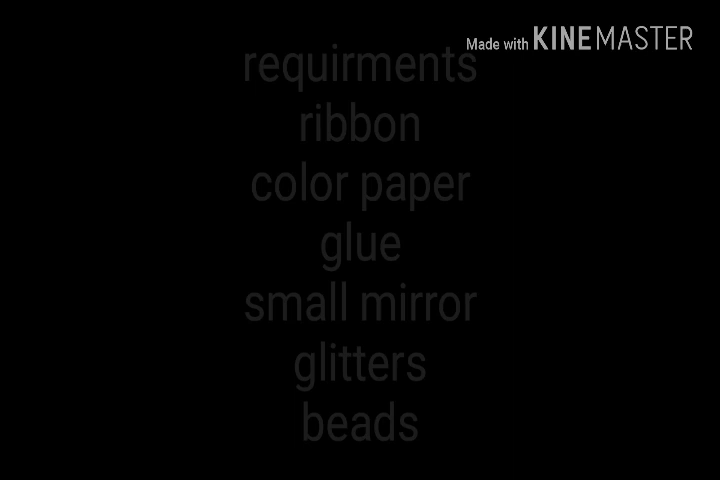 Made with KINEMASTER
requirments
ribbon
color paper
glue
small mirror
glitters
beads